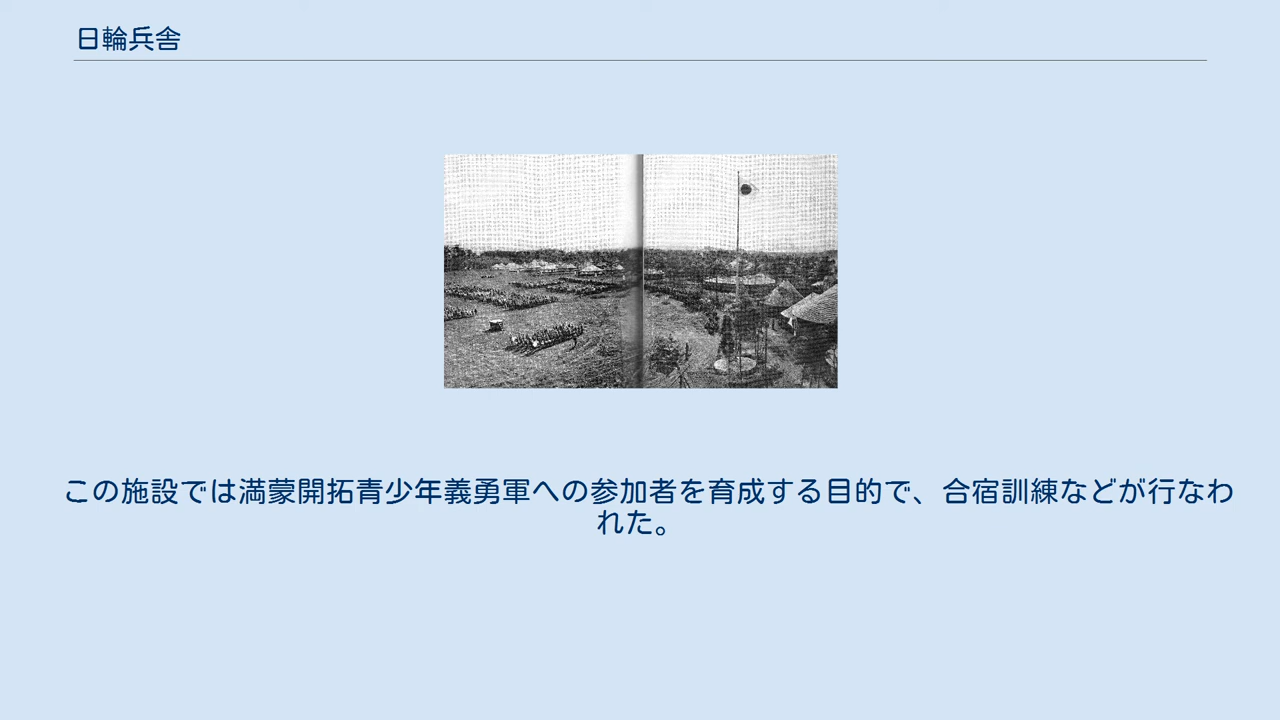 日輪兵舎
この施設では満蒙開拓青少年義勇軍への参加者を育成する目的で、合宿訓練などが行なわ
れた。